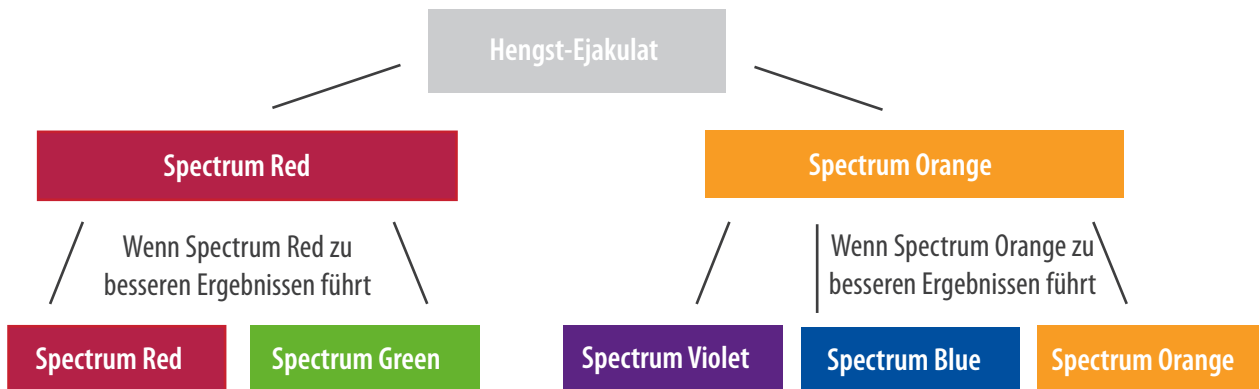 Hengst-Ejakulat
Spectrum Red
Spectrum Orange
Wenn Spectrum Red zu
besseren Ergebnissen führt
Wenn Spectrum Orange zu
besseren Ergebnissen führt
Spectrum Red
Spectrum Green
Spectrum Violet
Spectrum Blue
Spectrum Orange